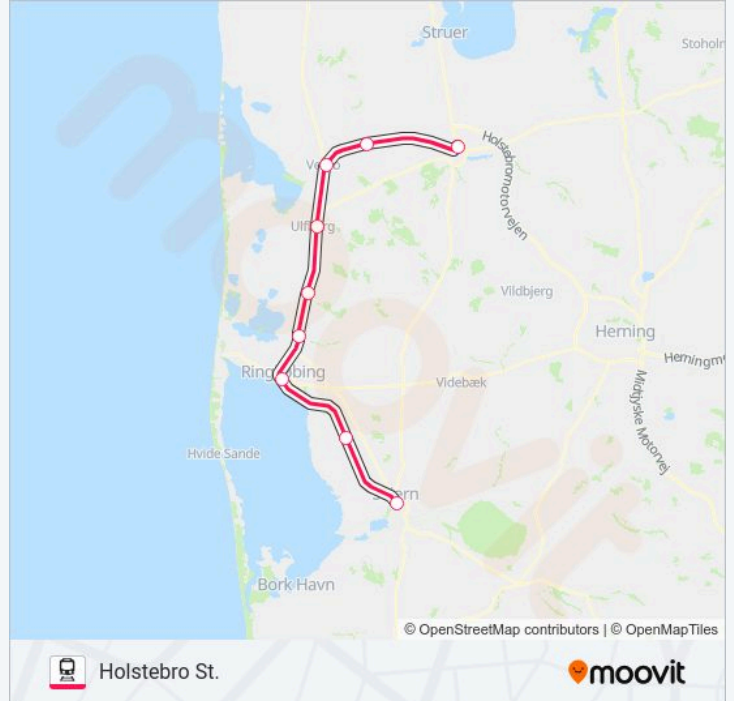 Struer
Stoholm
Holstebromotorvejen
Vildbjerg
Herning
Herningm
Ringkøbing
Videbæk
Midtjyske Motorvej
Hvide Sande
Bork Havn
moovit
© OpenStreetMap contributors | © OpenMapTiles
Holstebro St.
moovit